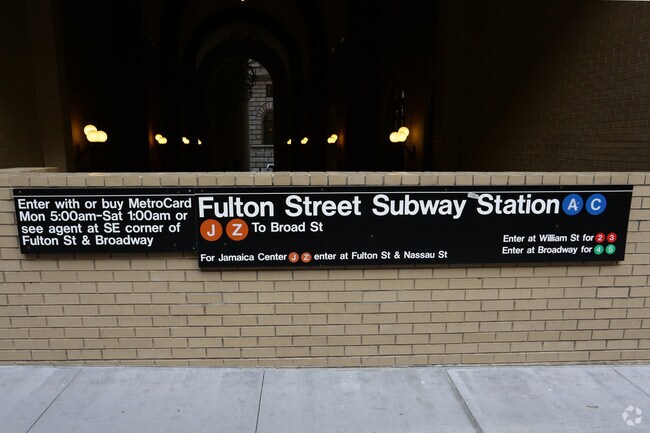 Enter with or buy MetroCard
Mon 5:00am-Sat 1:00am or
see agent at SE corner of
Fulton St & Broadway
Fulton Street Subway Station A C
J Z To Broad St
For Jamaica Center J Z enter at Fulton St & Nassau St
Enter at William St for 2 3
Enter at Broadway for 4 5